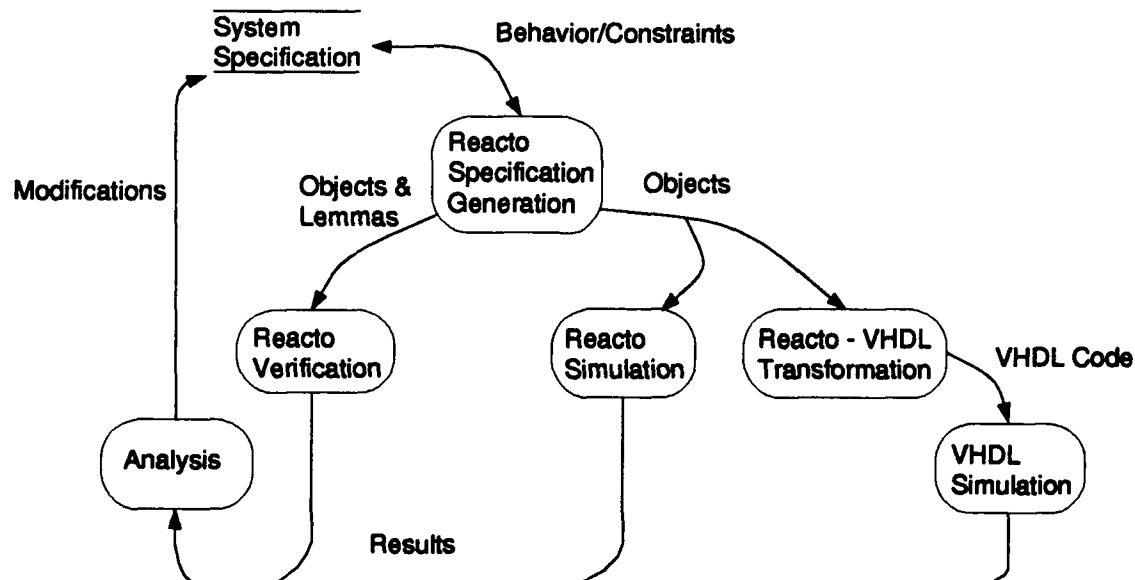 System
Specification
Behavior/Constraints
Reacto
Specification
Generation
Modifications
Objects &
Lemmas
Objects
Reacto
Verification
Reacto
Simulation
Reacto - VHDL
Transformation
VHDL Code
Analysis
VHDL
Simulation
Results